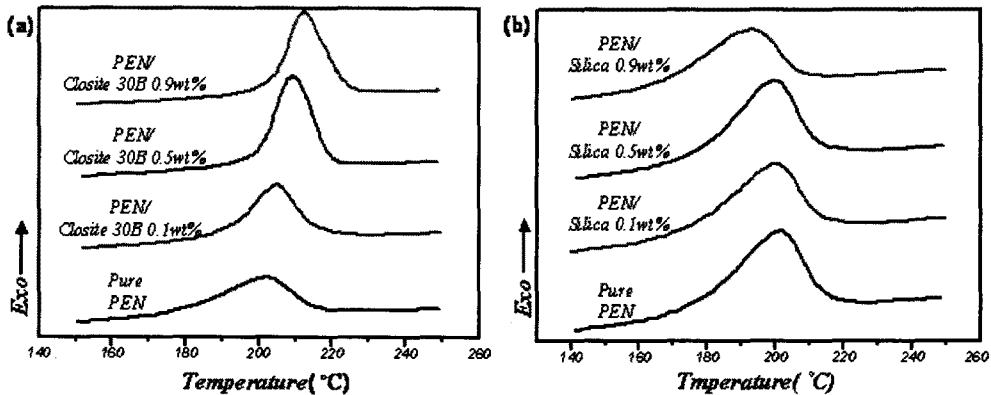 (a)
PEN/
Closite 30B 0.9wt%
PEN/
Closite 30B 0.5wt%
PEN/
Closite 30B 0.1wt%
Pure
PEN
Exo
140 160 180 200 220 240 260
Temperature(°C)
(b)
PEN/
Silica 0.9wt%
PEN/
Silica 0.5wt%
PEN/
Silica 0.1wt%
Pure
PEN
Exo
140 160 180 200 220 240 260
Tmperature(°C)